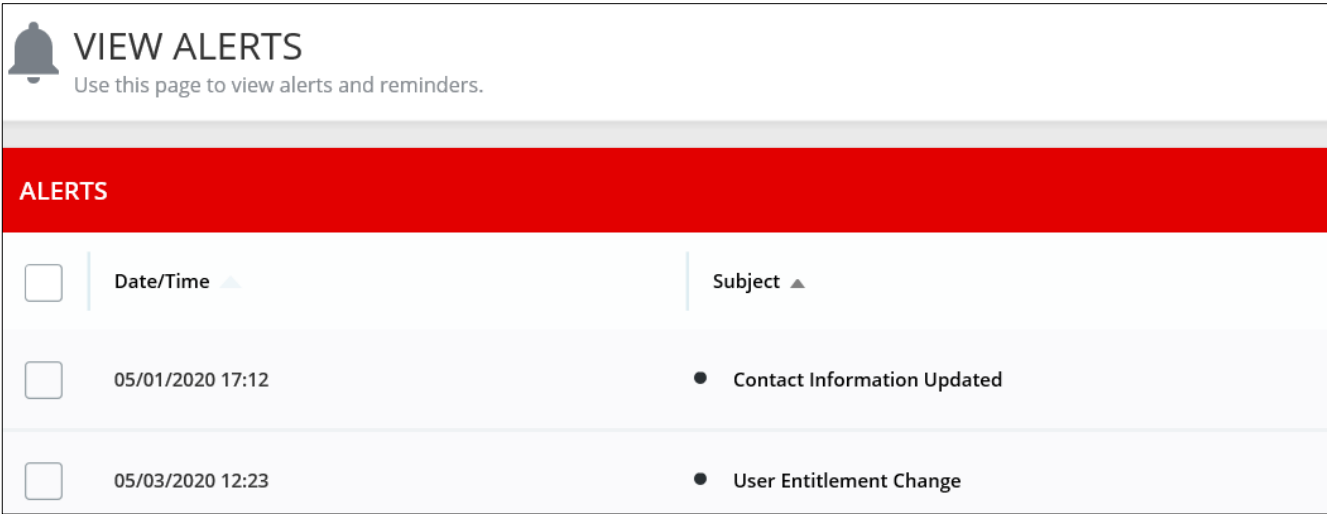 VIEW ALERTS
Use this page to view alerts and reminders.
ALERTS
Date/Time Subject
05/01/2020 17:12 Contact Information Updated
05/03/2020 12:23 User Entitlement Change